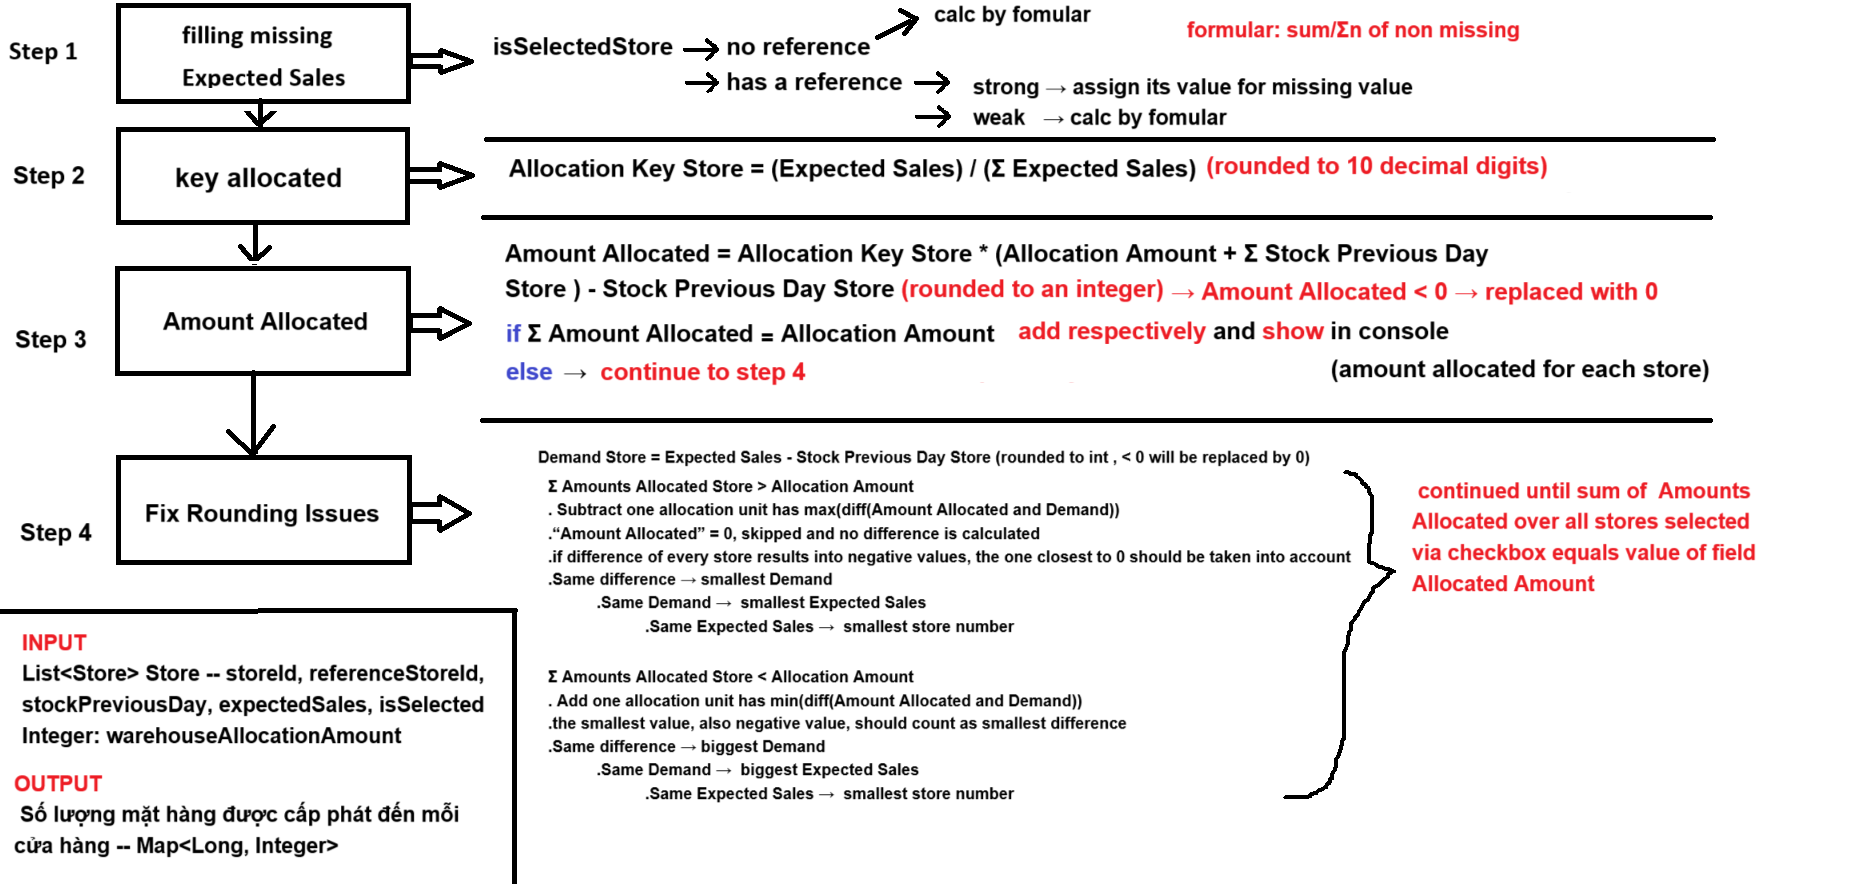 Step 1
filling missing
Expected Sales
isSelectedStore → no reference
calc by fomular
formular: sum/Σn of non missing
→ has a reference →
strong → assign its value for missing value
→ weak → calc by fomular
Step 2
key allocated
Allocation Key Store = (Expected Sales) / (Σ Expected Sales) (rounded to 10 decimal digits)
Step 3
Amount Allocated
Amount Allocated = Allocation Key Store * (Allocation Amount + Σ Stock Previous Day
Store ) - Stock Previous Day Store (rounded to an integer) → Amount Allocated < 0 → replaced with 0
if Σ Amount Allocated = Allocation Amount add respectively and show in console
(amount allocated for each store)
else → continue to step 4
Step 4
Fix Rounding Issues
Demand Store = Expected Sales - Stock Previous Day Store (rounded to int , < 0 will be replaced by 0)
Σ Amounts Allocated Store > Allocation Amount
. Subtract one allocation unit has max(diff(Amount Allocated and Demand))
.“Amount Allocated” = 0, skipped and no difference is calculated
.if difference of every store results into negative values, the one closest to 0 should be taken into account
.Same difference → smallest Demand
.Same Demand → smallest Expected Sales
.Same Expected Sales → smallest store number
Σ Amounts Allocated Store < Allocation Amount
. Add one allocation unit has min(diff(Amount Allocated and Demand))
.the smallest value, also negative value, should count as smallest difference
.Same difference → biggest Demand
.Same Demand → biggest Expected Sales
.Same Expected Sales → smallest store number
continued until sum of Amounts
Allocated over all stores selected
via checkbox equals value of field
Allocated Amount
INPUT
List<Store> Store -- storeId, referenceStoreId,
stockPreviousDay, expectedSales, isSelected
Integer: warehouseAllocationAmount
OUTPUT
Số lượng mặt hàng được cấp phát đến mỗi
cửa hàng -- Map<Long, Integer>